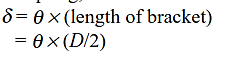 δ = θ × (length of bracket)
= θ × (D/2)